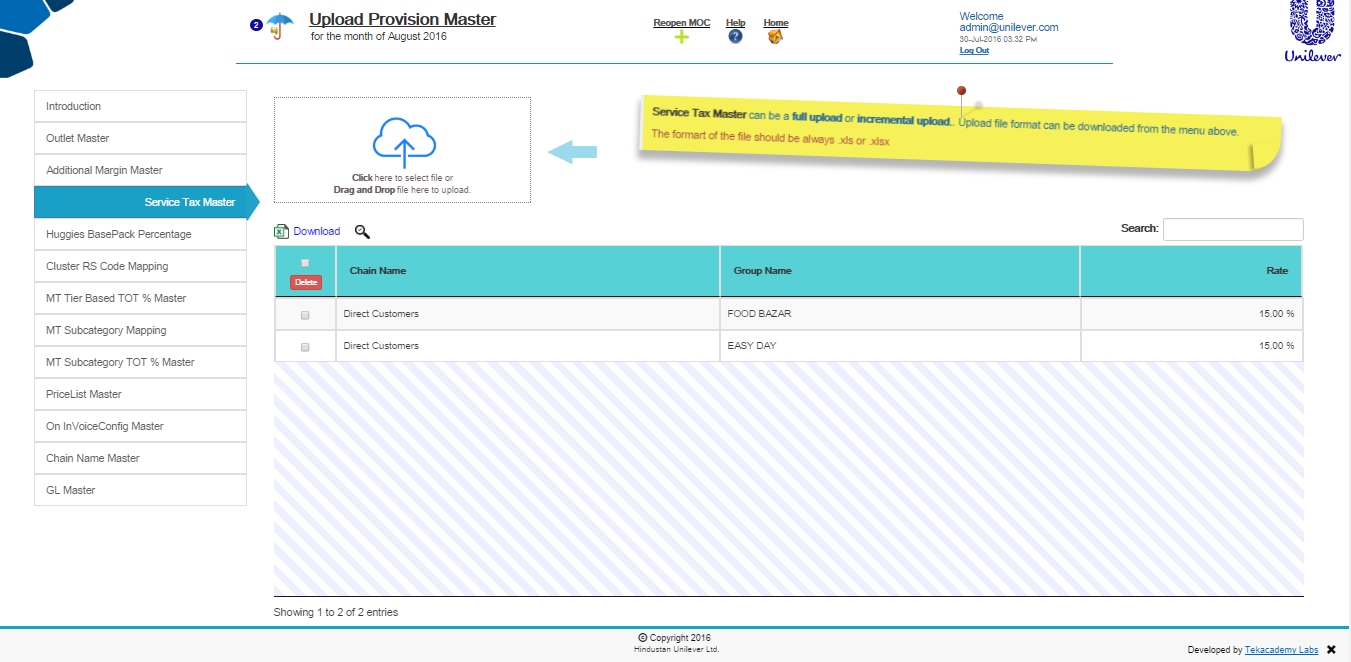 2
Upload Provision Master
for the month of August 2016
Reopen MOC
Help
Home
Welcome
admin@unilever.com
30-Jul-2016 03.32 PM
Log Out
Unilever
Introduction
Outlet Master
Additional Margin Master
Service Tax Master
Huggies BasePack Percentage
Cluster RS Code Mapping
MT Tier Based TOT % Master
MT Subcategory Mapping
MT Subcategory TOT % Master
PriceList Master
On InVoiceConfig Master
Chain Name Master
GL Master
Click here to select file or
Drag and Drop file here to upload.
Service Tax Master can be a full upload or incremental upload.. Upload file format can be downloaded from the menu above.
The formart of the file should be always .xls or .xlsx
Download
Search:
Delete
Chain Name
Group Name
Rate
Direct Customers FOOD BAZAR 15.00 %
Direct Customers EASY DAY 15.00 %
Showing 1 to 2 of 2 entries
© Copyright 2016
Hindustan Unilever Ltd.
Developed by Tekacademy Labs